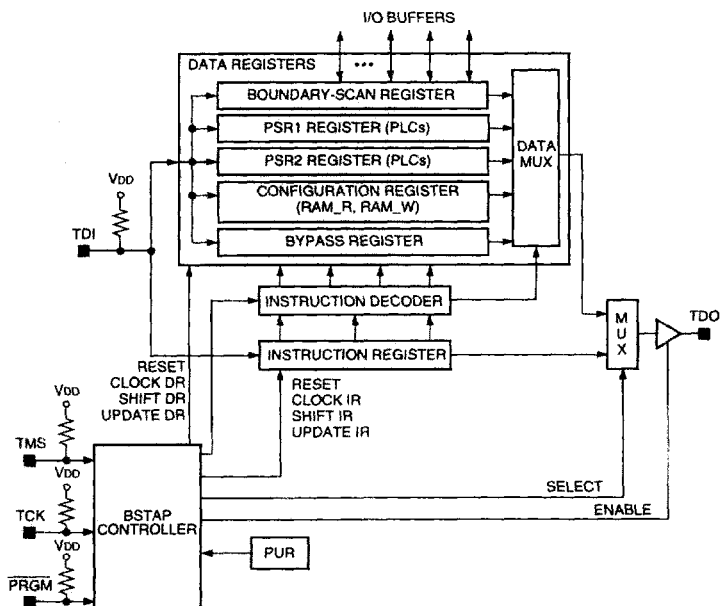 I/O BUFFERS
DATA REGISTERS
BOUNDARY-SCAN REGISTER
PSR1 REGISTER (PLCs)
PSR2 REGISTER (PLCs)
CONFIGURATION REGISTER
(RAM_R, RAM_W)
BYPASS REGISTER
DATA
MUX
VDD
TDI
INSTRUCTION DECODER
INSTRUCTION REGISTER
M
U
X
TDO
RESET
CLOCK DR
SHIFT DR
UPDATE DR
RESET
CLOCK IR
SHIFT IR
UPDATE IR
VDD
TMS
VDD
TCK
VDD
PRGM
BSTAP
CONTROLLER
SELECT
ENABLE
PUR